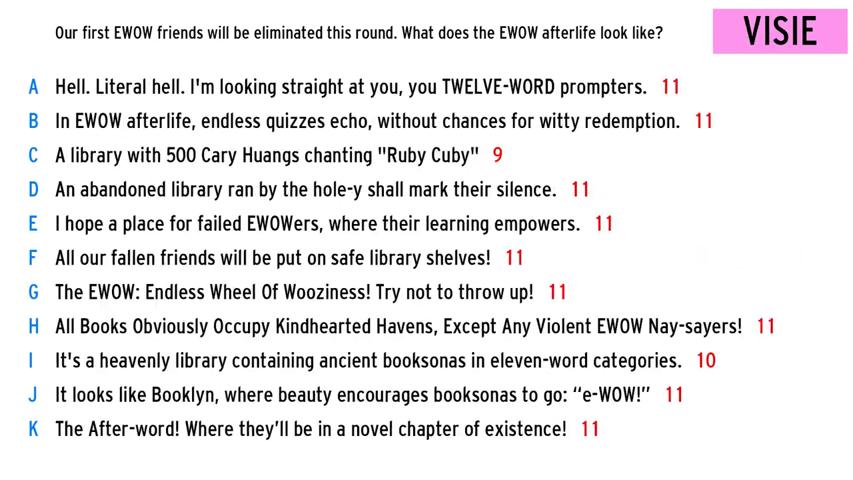 Our first EWOW friends will be eliminated this round. What does the EWOW afterlife look like?
VISIE
A Hell. Literal hell. I'm looking straight at you, you TWELVE-WORD prompters. 11
B In EWOW afterlife, endless quizzes echo, without chances for witty redemption. 11
C A library with 500 Cary Huangs chanting "Ruby Cuby" 9
D An abandoned library ran by the hole-y shall mark their silence. 11
E I hope a place for failed EWOWers, where their learning empowers. 11
F All our fallen friends will be put on safe library shelves! 11
G The EWOW: Endless Wheel Of Wooziness! Try not to throw up! 11
H All Books Obviously Occupy Kindhearted Havens, Except Any Violent EWOW Nay-sayers! 11
I It's a heavenly library containing ancient booksonas in eleven-word categories. 10
J It looks like Booklyn, where beauty encourages booksonas to go: “e-WOW!” 11
K The After-word! Where they’ll be in a novel chapter of existence! 11